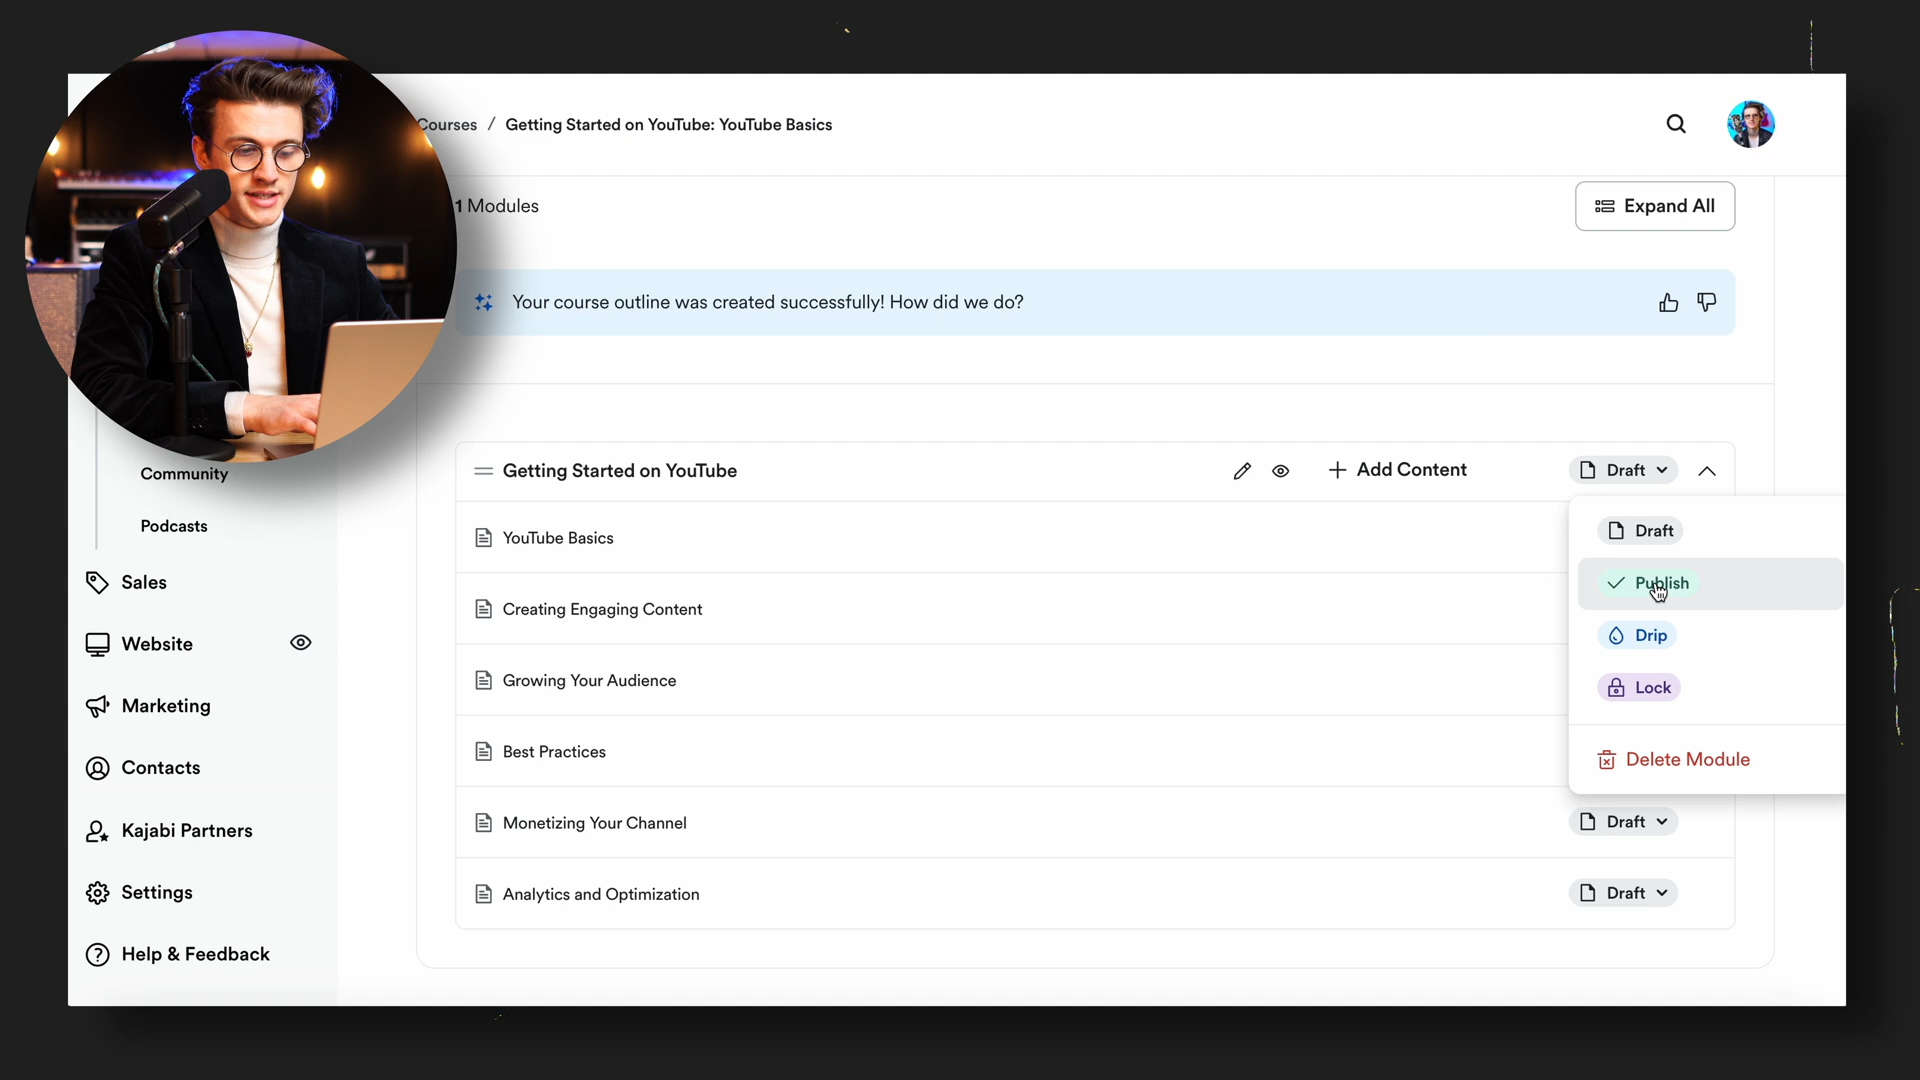 Courses / Getting Started on YouTube: YouTube Basics
1 Modules
Expand All
Your course outline was created successfully! How did we do?
Community
Podcasts
Sales
Website
Marketing
Contacts
Kajabi Partners
Settings
Help & Feedback
Getting Started on YouTube
Add Content
Draft
YouTube Basics
Creating Engaging Content
Growing Your Audience
Best Practices
Monetizing Your Channel
Draft
Analytics and Optimization
Draft
Draft
Publish
Drip
Lock
Delete Module